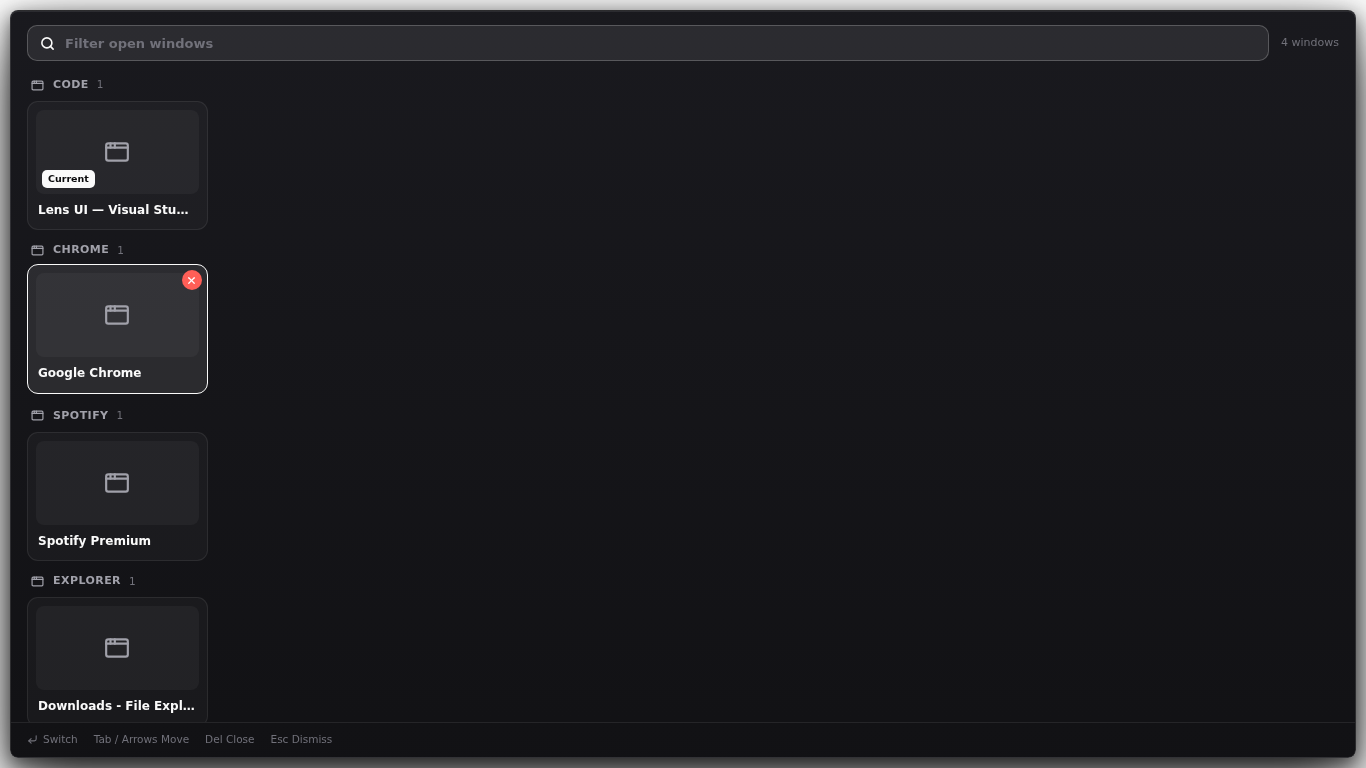 Filter open windows
4 windows
CODE 1
Current
Lens UI — Visual Stu…
CHROME 1
Google Chrome
SPOTIFY 1
Spotify Premium
EXPLORER 1
Downloads - File Expl…
Switch Tab / Arrows Move Del Close Esc Dismiss